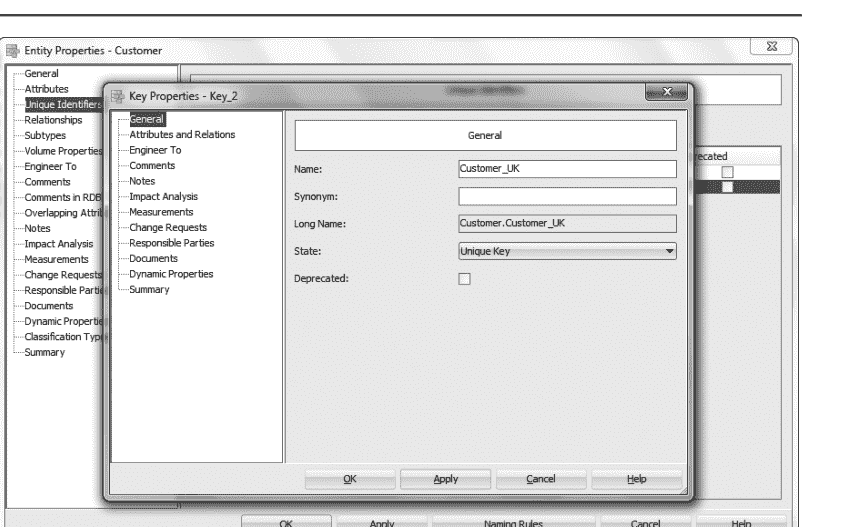 Entity Properties - Customer
General
Attributes
Unique Identifiers
Relationships
Subtypes
Volume Properties
Engineer To
Comments
Comments in RDB
Overlapping Attri
Notes
Impact Analysis
Measurements
Change Requests
Responsible Parti
Documents
Dynamic Propertie
Classification Typ
Summary
recated
Key Properties - Key_2
General
Attributes and Relations
Engineer To
Comments
Notes
Impact Analysis
Measurements
Change Requests
Responsible Parties
Documents
Dynamic Properties
Summary
General
Name: Customer_UK
Synonym:
Long Name: Customer.Customer_UK
State: Unique Key
Deprecated:
OK Apply Cancel Help
OK Apply Naming Rules Cancel Help